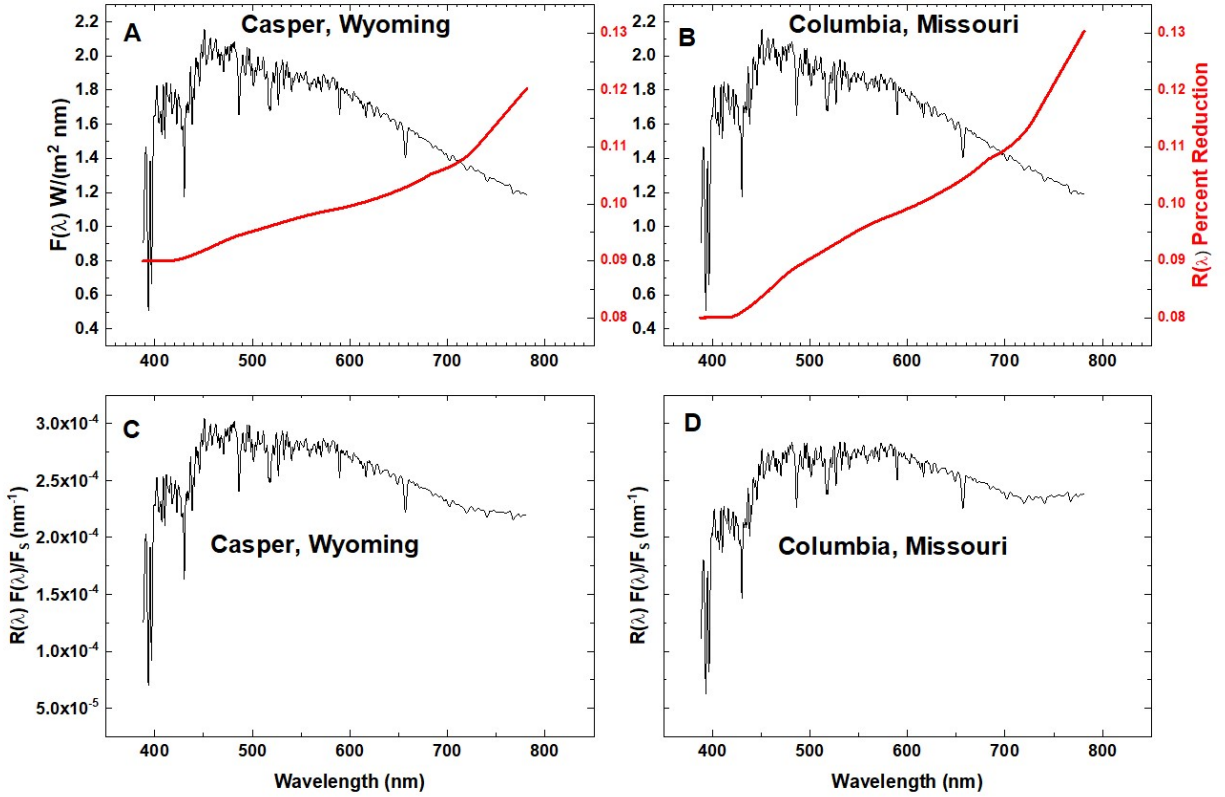 A
Casper, Wyoming
B
Columbia, Missouri
2.2
2.0
1.8
1.6
1.4
1.2
1.0
0.8
0.6
0.4
F(λ) W/(m² nm)
0.13
0.12
0.11
0.10
0.09
0.08
400 500 600 700 800
2.2
2.0
1.8
1.6
1.4
1.2
1.0
0.8
0.6
0.4
0.13
0.12
0.11
0.10
0.09
0.08
R(λ) Percent Reduction
400 500 600 700 800
C
Casper, Wyoming
3.0x10⁻⁴
2.5x10⁻⁴
2.0x10⁻⁴
1.5x10⁻⁴
1.0x10⁻⁴
5.0x10⁻⁵
R(λ) F(λ)/F_S (nm⁻¹)
400 500 600 700 800
Wavelength (nm)
D
Columbia, Missouri
R(λ) F(λ)/F_S (nm⁻¹)
400 500 600 700 800
Wavelength (nm)